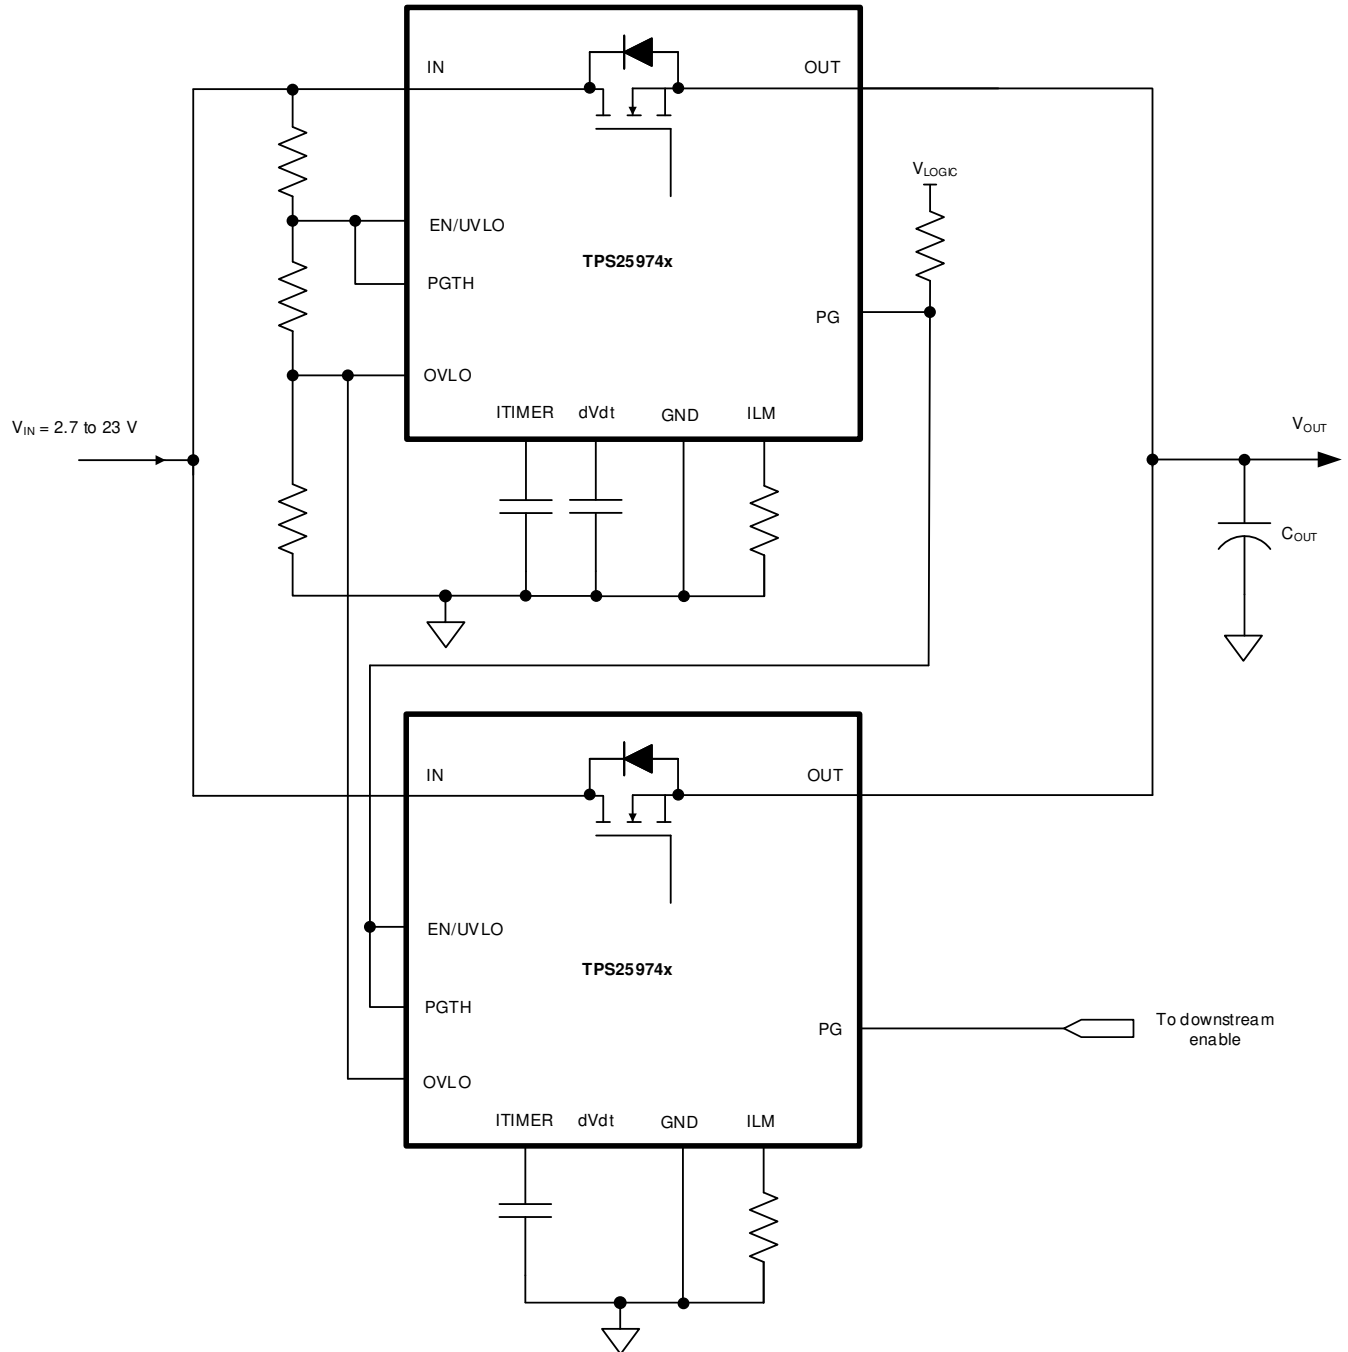 IN
OUT
VLOGIC
EN/UVLO
TPS25974x
PGTH
PG
OVLO
ITIMER dVdt GND ILM
VIN = 2.7 to 23 V
VOUT
COUT
IN
OUT
EN/UVLO
TPS25974x
PGTH
PG
To downstream
enable
OVLO
ITIMER dVdt GND ILM